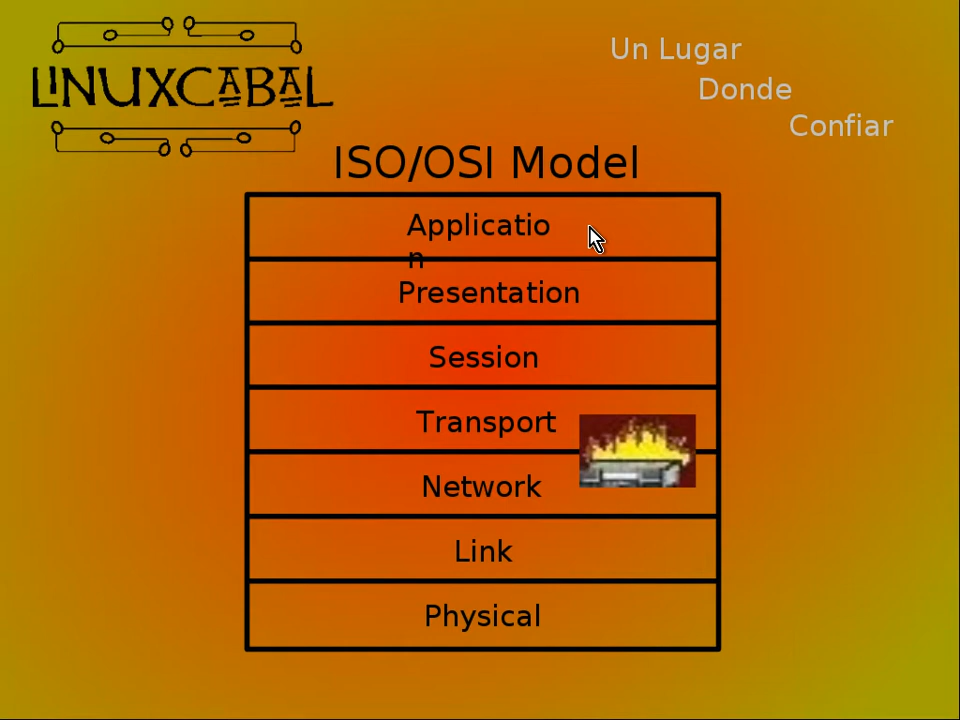 LINUXCABAL
Un Lugar
Donde
Confiar
ISO/OSI Model
Applicatio
n
Presentation
Session
Transport
Network
Link
Physical